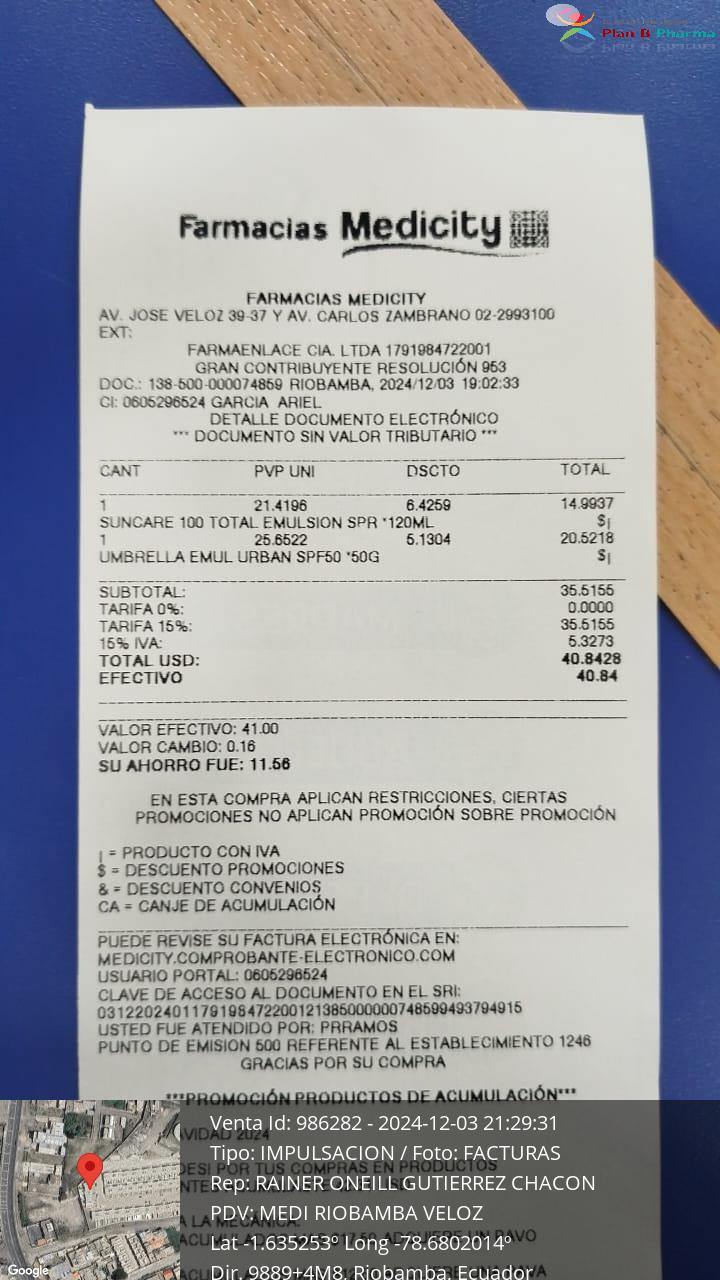 Plan B Pharma
Farmacias Medicity
FARMACIAS MEDICITY
AV. JOSE VELOZ 39-37 Y AV. CARLOS ZAMBRANO 02-2993100
EXT:
FARMAENLACE CIA. LTDA 1791984722001
GRAN CONTRIBUYENTE RESOLUCIÓN 953
DOC.: 138-500-000074859 RIOBAMBA, 2024/12/03 19:02:33
CI: 0605296524 GARCIA ARIEL
DETALLE DOCUMENTO ELECTRÓNICO
*** DOCUMENTO SIN VALOR TRIBUTARIO ***
CANT PVP UNI DSCTO TOTAL
1 21.4196 6.4259 14.9937
SUNCARE 100 TOTAL EMULSION SPR *120ML $¡
1 25.6522 5.1304 20.5218
UMBRELLA EMUL URBAN SPF50 *50G $¡
SUBTOTAL: 35.5155
TARIFA 0%: 0.0000
TARIFA 15%: 35.5155
15% IVA: 5.3273
TOTAL USD: 40.8428
EFECTIVO 40.84
VALOR EFECTIVO: 41.00
VALOR CAMBIO: 0.16
SU AHORRO FUE: 11.56
EN ESTA COMPRA APLICAN RESTRICCIONES, CIERTAS
PROMOCIONES NO APLICAN PROMOCIÓN SOBRE PROMOCIÓN
¡ = PRODUCTO CON IVA
$ = DESCUENTO PROMOCIONES
& = DESCUENTO CONVENIOS
CA = CANJE DE ACUMULACIÓN
PUEDE REVISE SU FACTURA ELECTRÓNICA EN:
MEDICITY.COMPROBANTE-ELECTRONICO.COM
USUARIO PORTAL: 0605296524
CLAVE DE ACCESO AL DOCUMENTO EN EL SRI:
0312202401179198472200121385000000748599493794915
USTED FUE ATENDIDO POR: PRRAMOS
PUNTO DE EMISION 500 REFERENTE AL ESTABLECIMIENTO 1246
GRACIAS POR SU COMPRA
***PROMOCIÓN PRODUCTOS DE ACUMULACIÓN***
Venta Id: 986282 - 2024-12-03 21:29:31
2024
Tipo: IMPULSACION / Foto: FACTURAS
POR TUS COMPRAS EN PRODUCTOS
Rep: RAINER ONEILL GUTIERREZ CHACON
PDV: MEDI RIOBAMBA VELOZ
LA MECÁNICA:
Lat -1.635253º Long -78.6802014º
Dir. 9889+4M8, Riobamba, Ecuador
Google